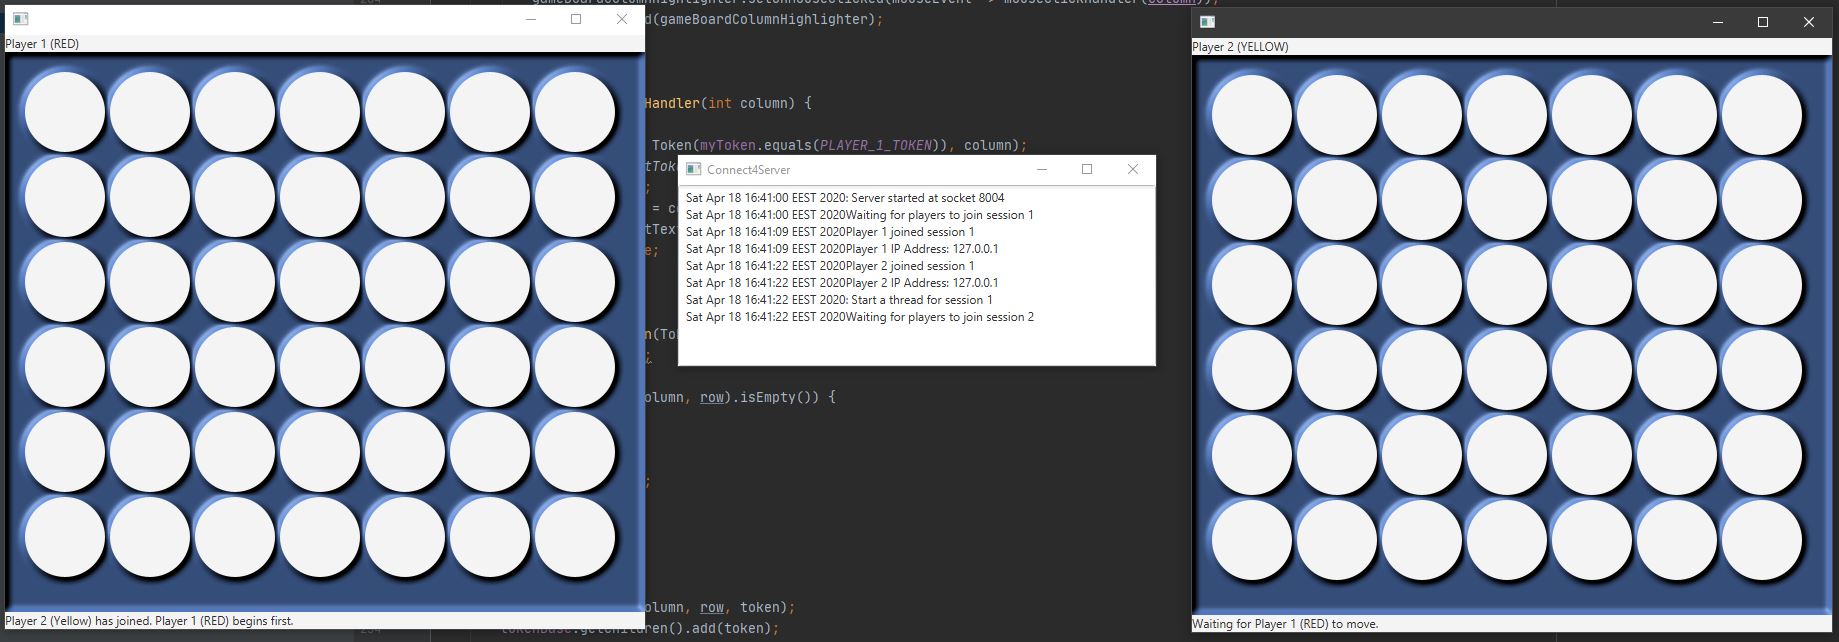 gameBoardColumnHighlighter.setOnMouseClicked(mouseEvent -> mouseClickHandler(column));
d(gameBoardColumnHighlighter);
Player 1 (RED)
Player 2 (YELLOW)
Handler(int column) {
Token(myToken.equals(PLAYER_1_TOKEN)), column);
tTok
;
= c
tTex
e;
Connect4Server
Sat Apr 18 16:41:00 EEST 2020: Server started at socket 8004
Sat Apr 18 16:41:00 EEST 2020Waiting for players to join session 1
Sat Apr 18 16:41:09 EEST 2020Player 1 joined session 1
Sat Apr 18 16:41:09 EEST 2020Player 1 IP Address: 127.0.0.1
Sat Apr 18 16:41:22 EEST 2020Player 2 joined session 1
Sat Apr 18 16:41:22 EEST 2020Player 2 IP Address: 127.0.0.1
Sat Apr 18 16:41:22 EEST 2020: Start a thread for session 1
Sat Apr 18 16:41:22 EEST 2020Waiting for players to join session 2
n(To
;
olumn, row).isEmpty()) {
;
olumn, row, token);
tokenBase.getChildren().add(token);
Player 2 (Yellow) has joined. Player 1 (RED) begins first.
Waiting for Player 1 (RED) to move.